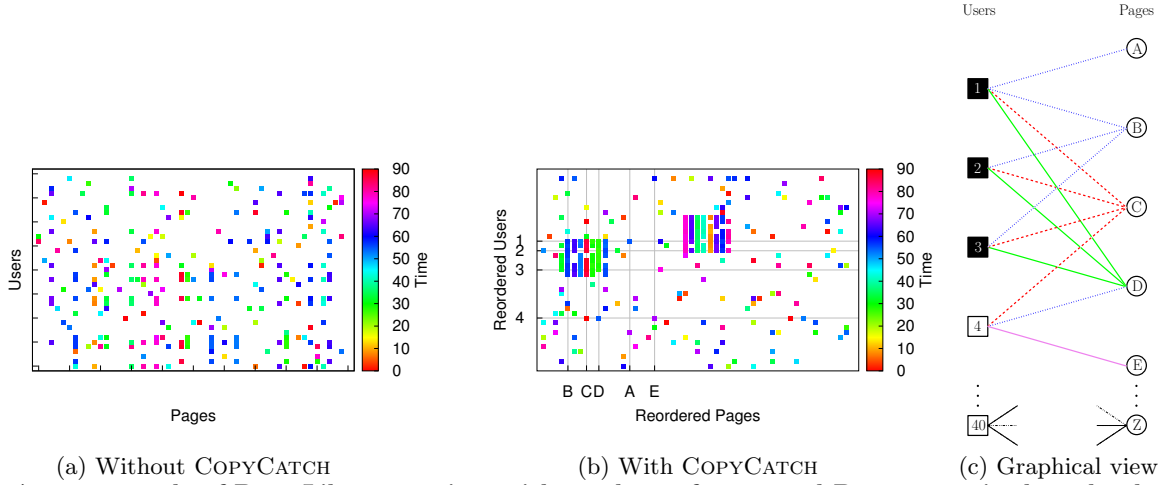 Users
Pages
A
1
B
2
C
3
D
4
E
40
Z
90
80
70
60
50
40
30
20
10
0
Time
Users
Pages
90
80
70
60
50
40
30
20
10
0
Time
Reordered Users
1
2
3
4
B
C
D
A
E
Reordered Pages
(a) Without COPYCATCH
(b) With COPYCATCH
(c) Graphical view